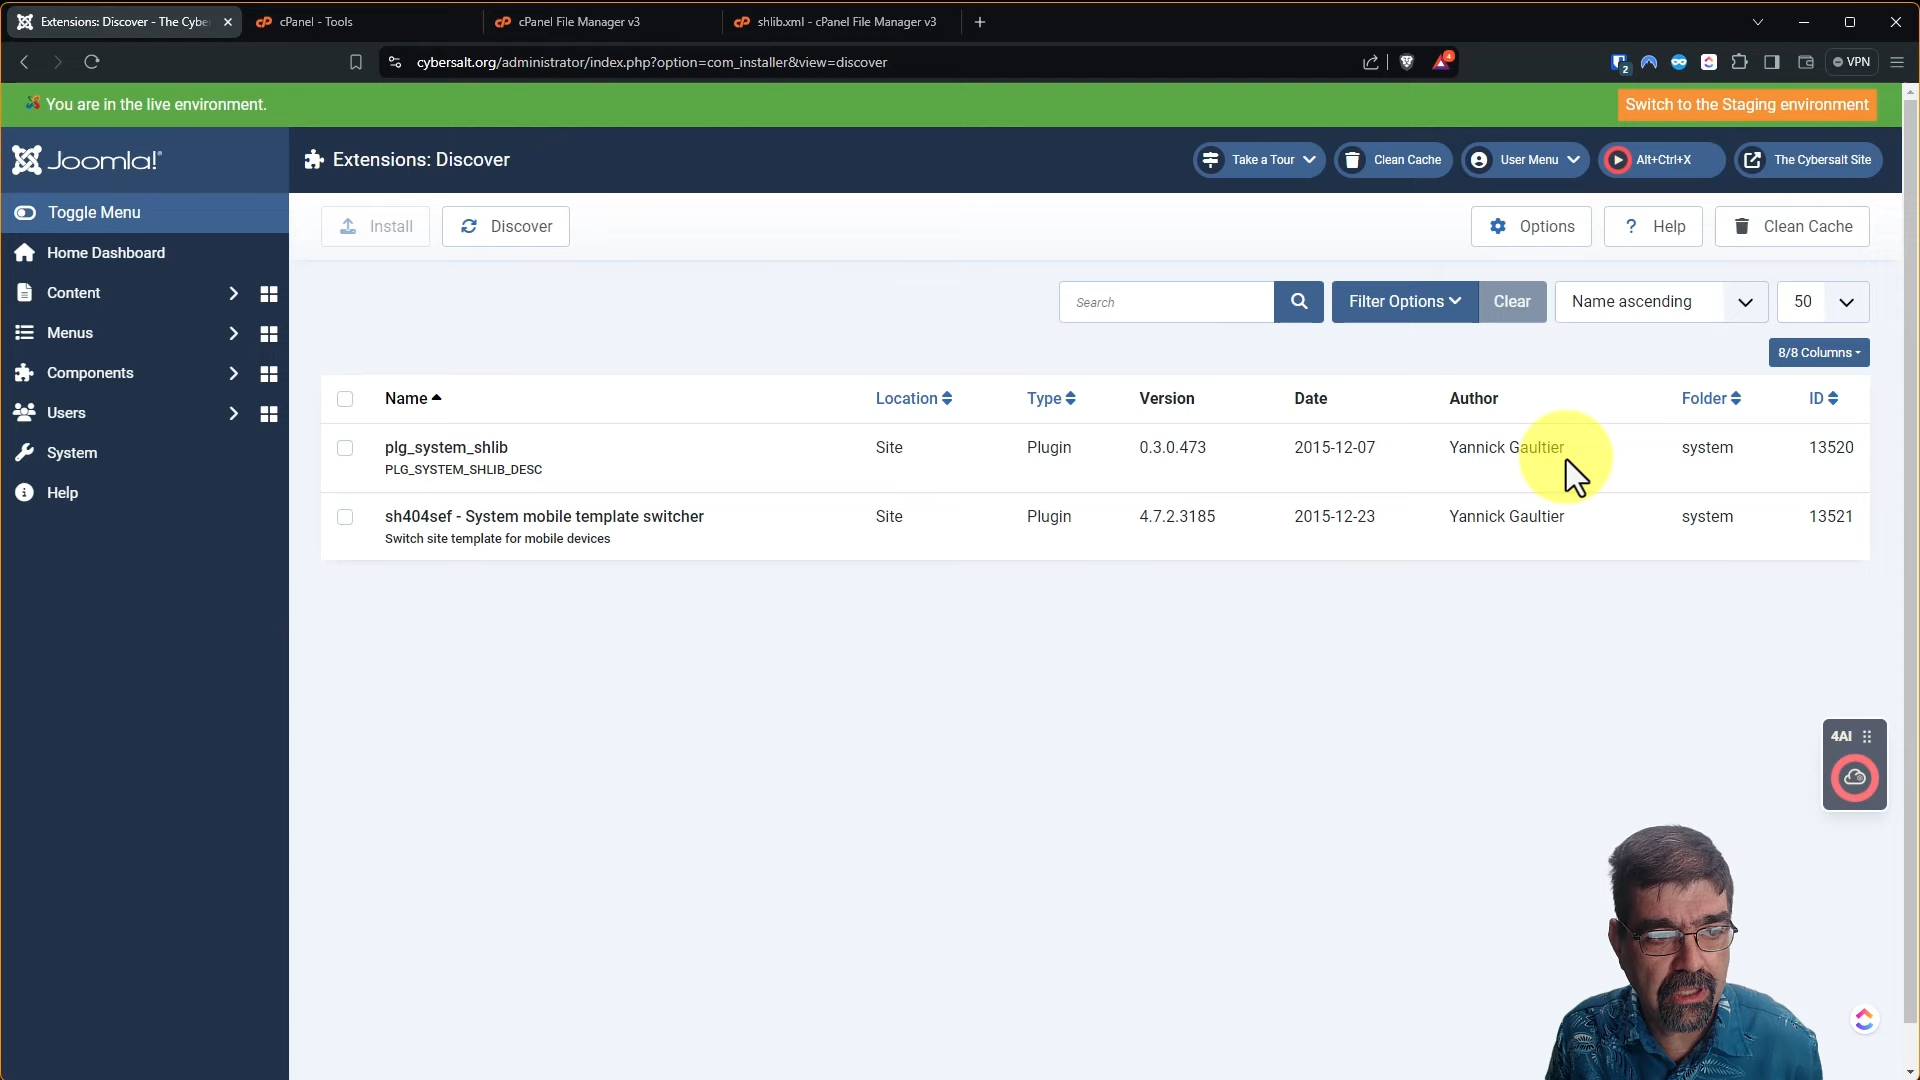 Extensions: Discover - The Cybe
cPanel - Tools
cPanel File Manager v3
shlib.xml - cPanel File Manager v3
cybersalt.org/administrator/index.php?option=com_installer&view=discover
4
2
VPN
You are in the live environment.
Switch to the Staging environment
Joomla!
Extensions: Discover
Take a Tour
Clean Cache
User Menu
Alt+Ctrl+X
The Cybersalt Site
Toggle Menu
Install
Discover
Options
? Help
Clean Cache
Home Dashboard
Content
Menus
Components
Users
System
Help
Search
Filter Options
Clear
Name ascending
50
8/8 Columns
Name Location Type Version Date Author Folder ID
plg_system_shlib Site Plugin 0.3.0.473 2015-12-07 Yannick Gaultier system 13520
PLG_SYSTEM_SHLIB_DESC
sh404sef - System mobile template switcher Site Plugin 4.7.2.3185 2015-12-23 Yannick Gaultier system 13521
Switch site template for mobile devices
4AI